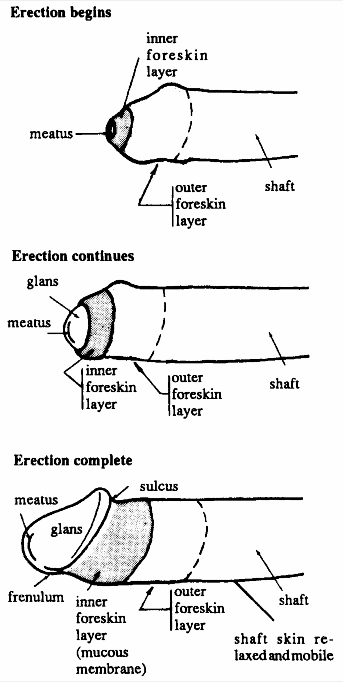 Erection begins
inner
foreskin
layer
meatus
shaft
outer
foreskin
layer
Erection continues
glans
meatus
inner
foreskin
layer
outer
foreskin
layer
shaft
Erection complete
sulcus
meatus
glans
frenulum
inner
foreskin
layer
(mucous
membrane)
outer
foreskin
layer
shaft
shaft skin re-
laxed and mobile